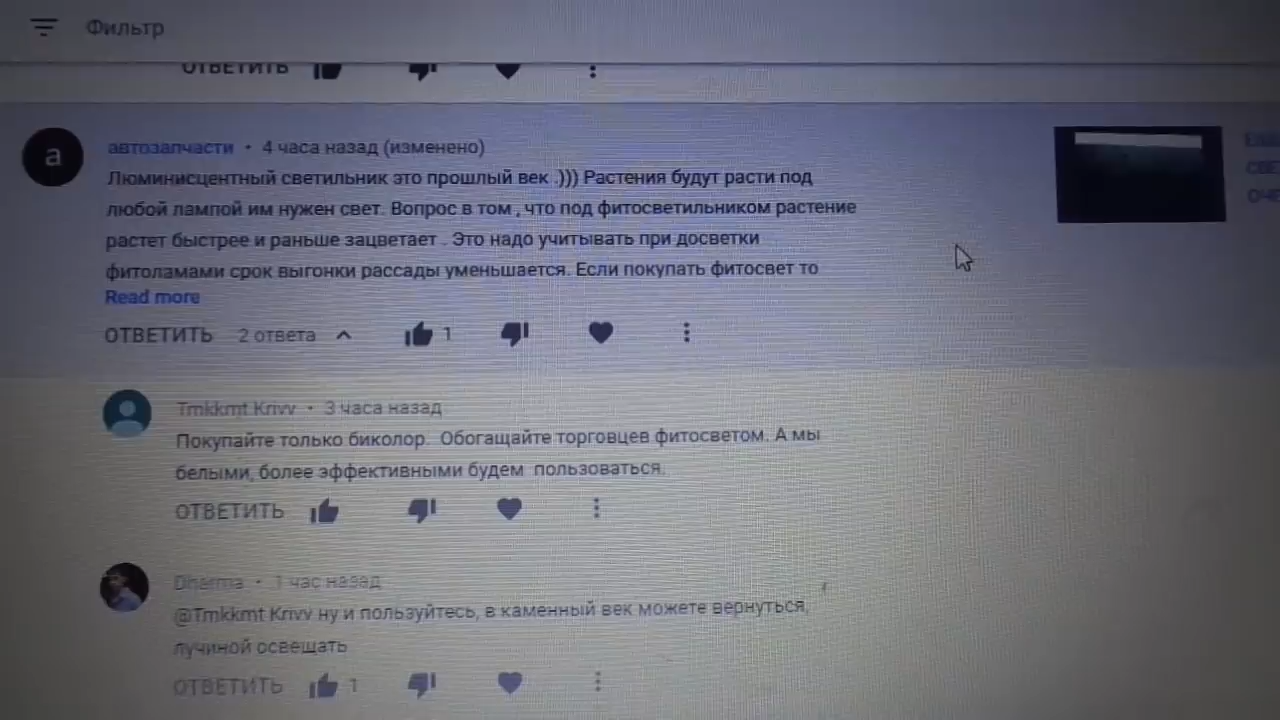 Фильтр
ОТВЕТИТЬ
а
автозапчасти • 4 часа назад (изменено)
Люминисцентный светильник это прошлый век .))) Растения будут расти под
любой лампой им нужен свет. Вопрос в том , что под фитосветильником растение
растет быстрее и раньше зацветает . Это надо учитывать при досветки
фитоламами срок выгонки рассады уменьшается. Если покупать фитосвет то
Read more
ОТВЕТИТЬ 2 ответа 1
Tmkkmt Krivv • 3 часа назад
Покупайте только биколор. Обогащайте торговцев фитосветом. А мы
белыми, более эффективными будем пользоваться.
ОТВЕТИТЬ
Dharma • 1 час назад
@Tmkkmt Krivv ну и пользуйтесь, в каменный век можете вернуться,
лучиной освещать
ОТВЕТИТЬ 1